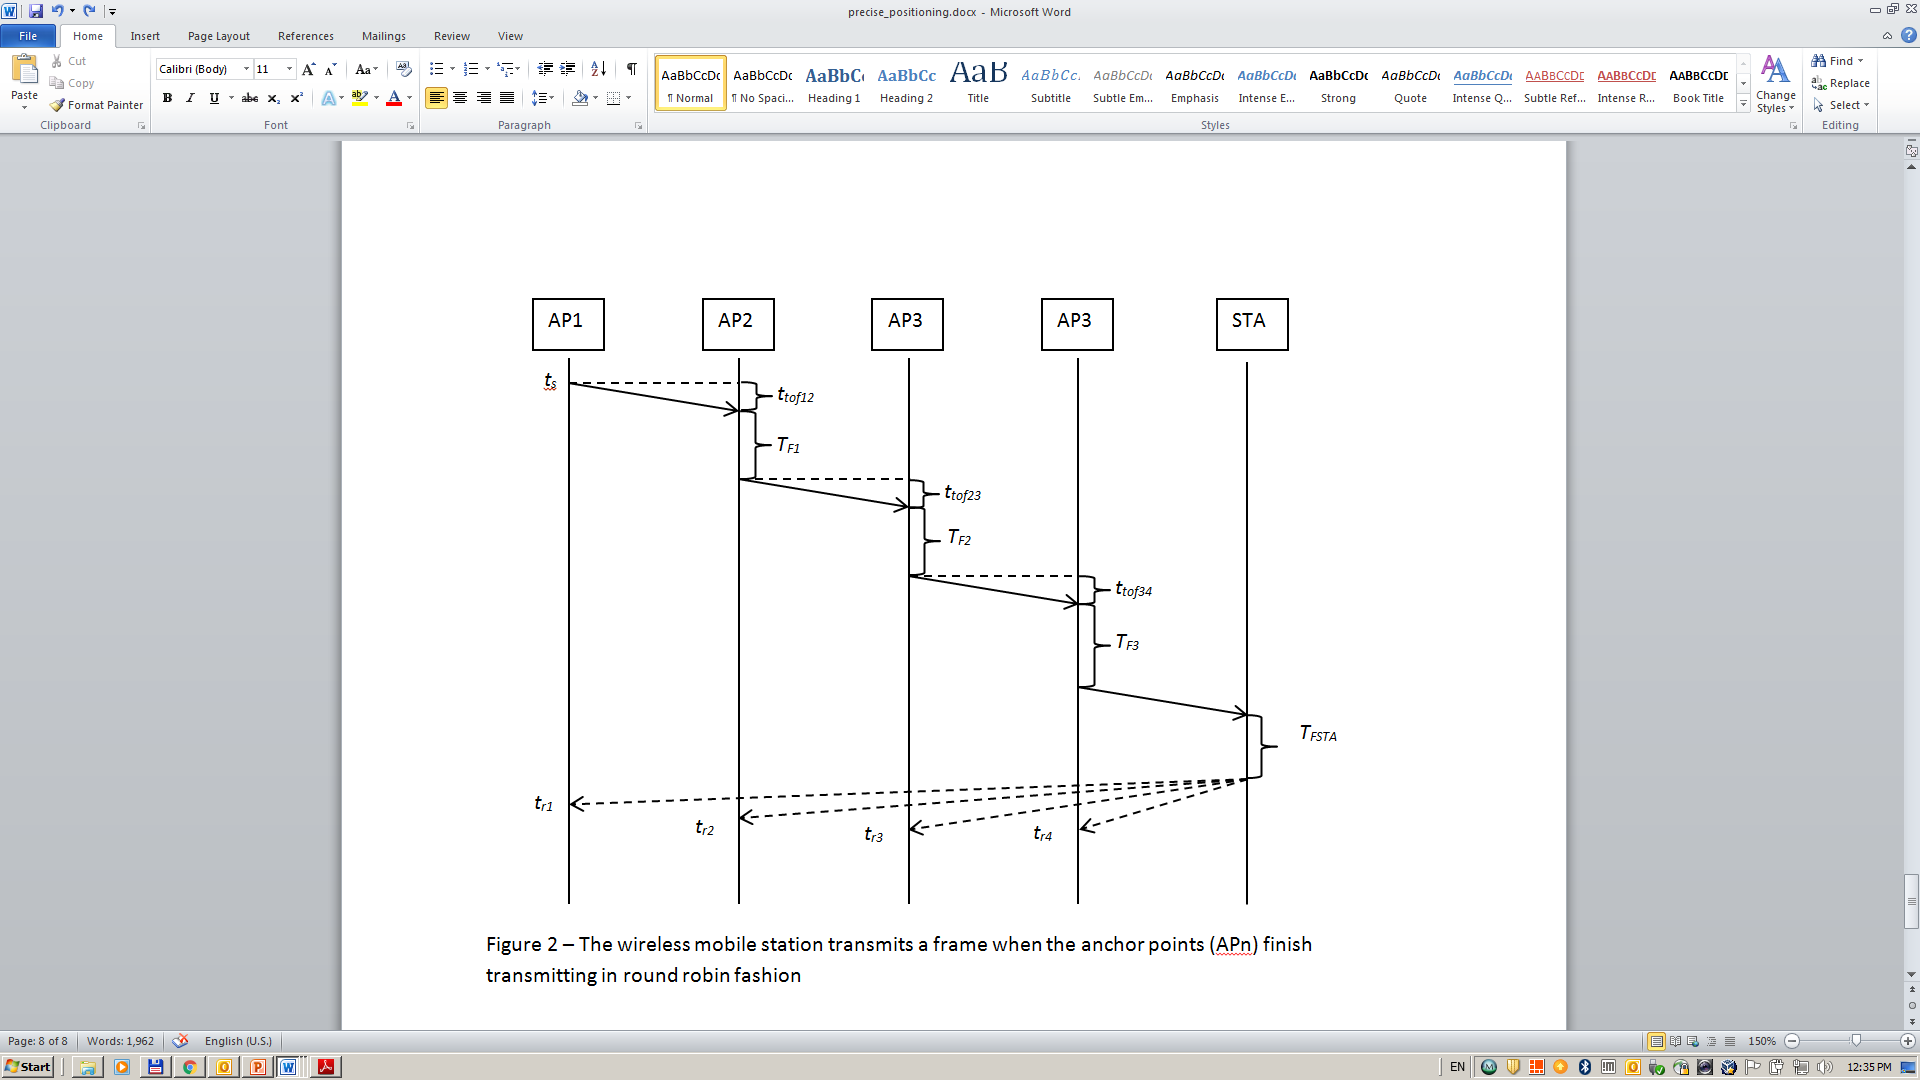 precise_positioning.docx - Microsoft Word
File Home Insert Page Layout References Mailings Review View
Paste
Cut
Copy
Format Painter
Clipboard
Calibri (Body) 11
Font
Paragraph
AaBbCcDc AaBbCcDc AaBbCc AaBbCc AaB AaBbCc. AaBbCcDc AaBbCcDc AaBbCcDc AaBbCcDc AaBbCcDc AaBbCcDc AABBCCDE AABBCCDE AABBCCDE
¶ Normal ¶ No Spaci... Heading 1 Heading 2 Title Subtitle Subtle Em... Emphasis Intense E... Strong Quote Intense Q... Subtle Ref... Intense R... Book Title
Styles
Change Styles
Find
Replace
Select
Editing
AP1 AP2 AP3 AP3 STA
ts
ttof12
TF1
ttof23
TF2
ttof34
TF3
TFSTA
tr1
tr2
tr3
tr4
Figure 2 – The wireless mobile station transmits a frame when the anchor points (APn) finish
transmitting in round robin fashion
Page: 8 of 8 Words: 1,962 English (U.S.) 150%
Start EN 12:35 PM